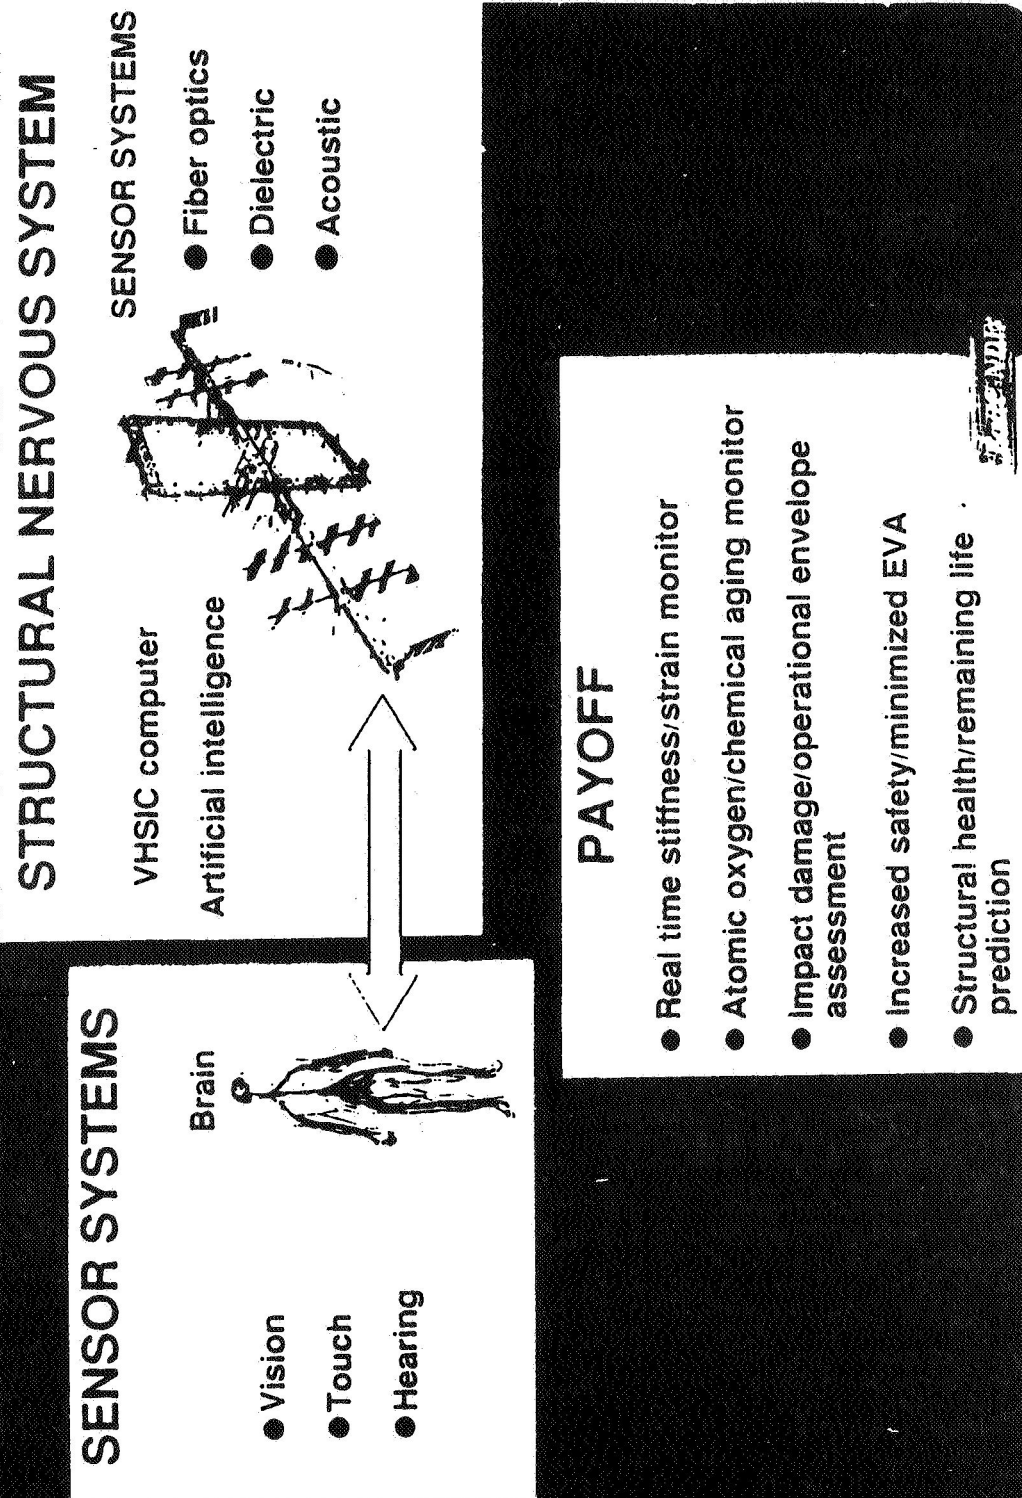 SENSOR SYSTEMS
Brain
● Vision
● Touch
● Hearing
STRUCTURAL NERVOUS SYSTEM
VHSIC computer
Artificial intelligence
SENSOR SYSTEMS
● Fiber optics
● Dielectric
● Acoustic
PAYOFF
● Real time stiffness/strain monitor
● Atomic oxygen/chemical aging monitor
● Impact damage/operational envelope
assessment
● Increased safety/minimized EVA
● Structural health/remaining life
prediction